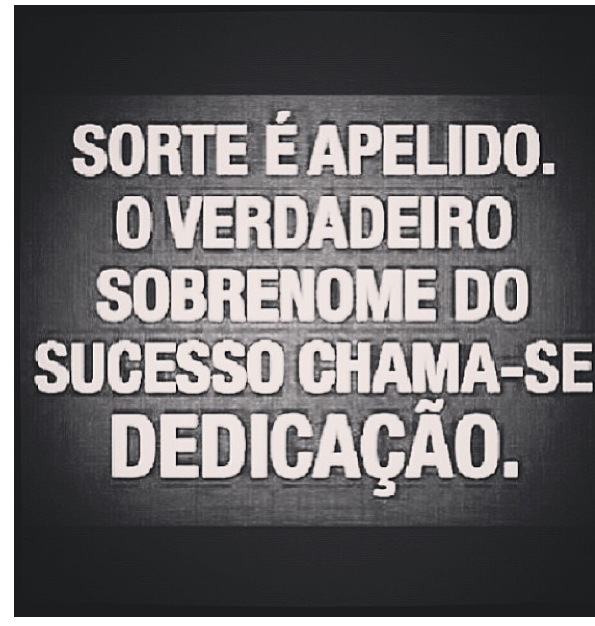 SORTE É APELIDO.
O VERDADEIRO
SOBRENOME DO
SUCESSO CHAMA-SE
DEDICAÇÃO.